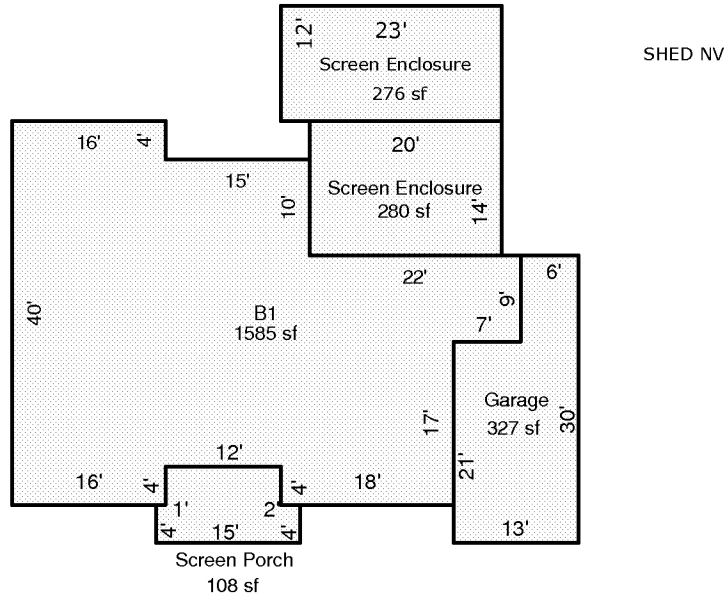 12'
23'
Screen Enclosure
276 sf
SHED NV
16'
4'
15'
10'
20'
Screen Enclosure
280 sf
14'
22'
6'
9'
7'
40'
B1
1585 sf
17'
Garage
327 sf
30'
21'
12'
16'
4'
4'
18'
1'
2'
4'
15'
4'
13'
Screen Porch
108 sf